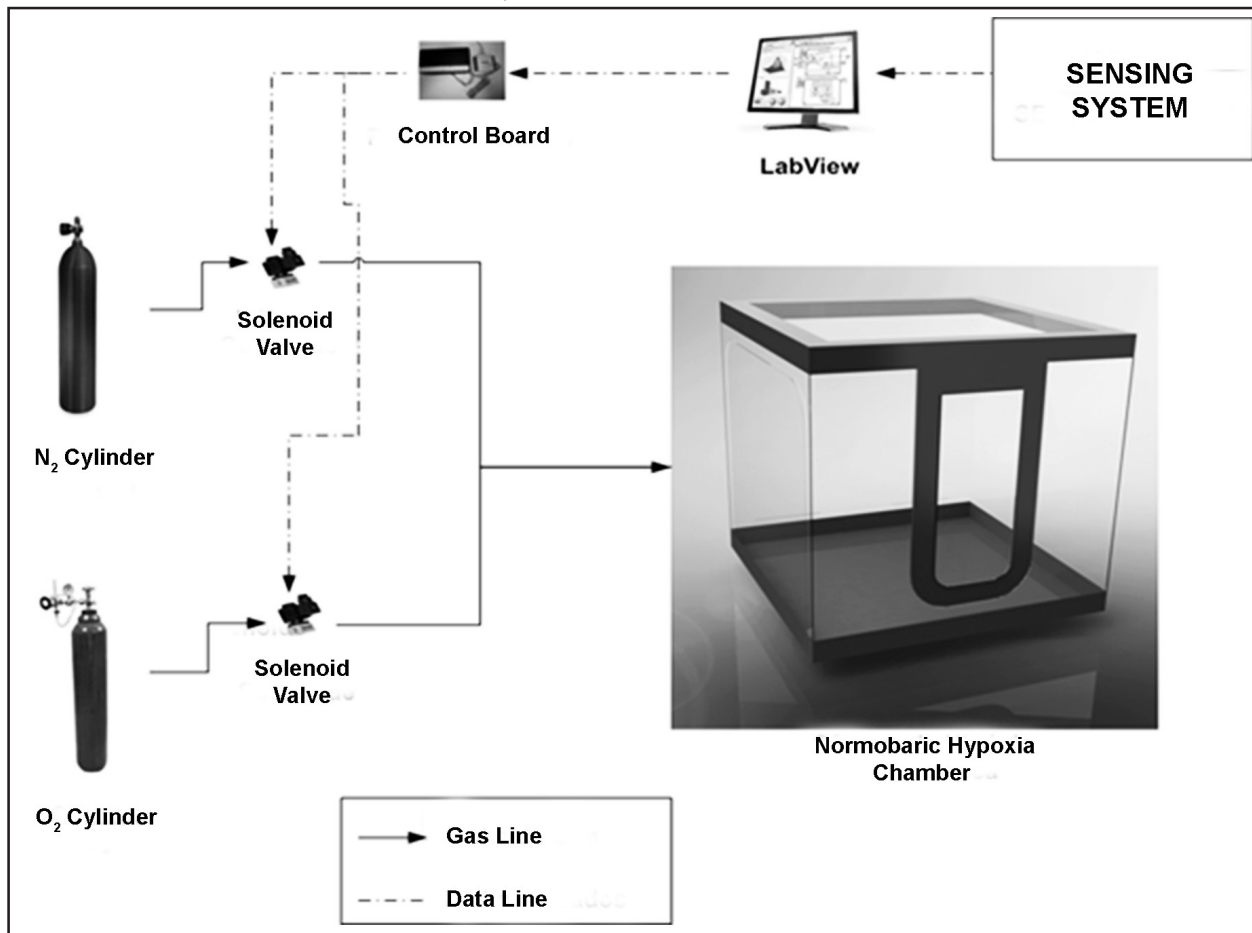 SENSING
SYSTEM
Control Board
LabView
Solenoid
Valve
N₂ Cylinder
Solenoid
Valve
Normobaric Hypoxia
Chamber
O₂ Cylinder
Gas Line
Data Line